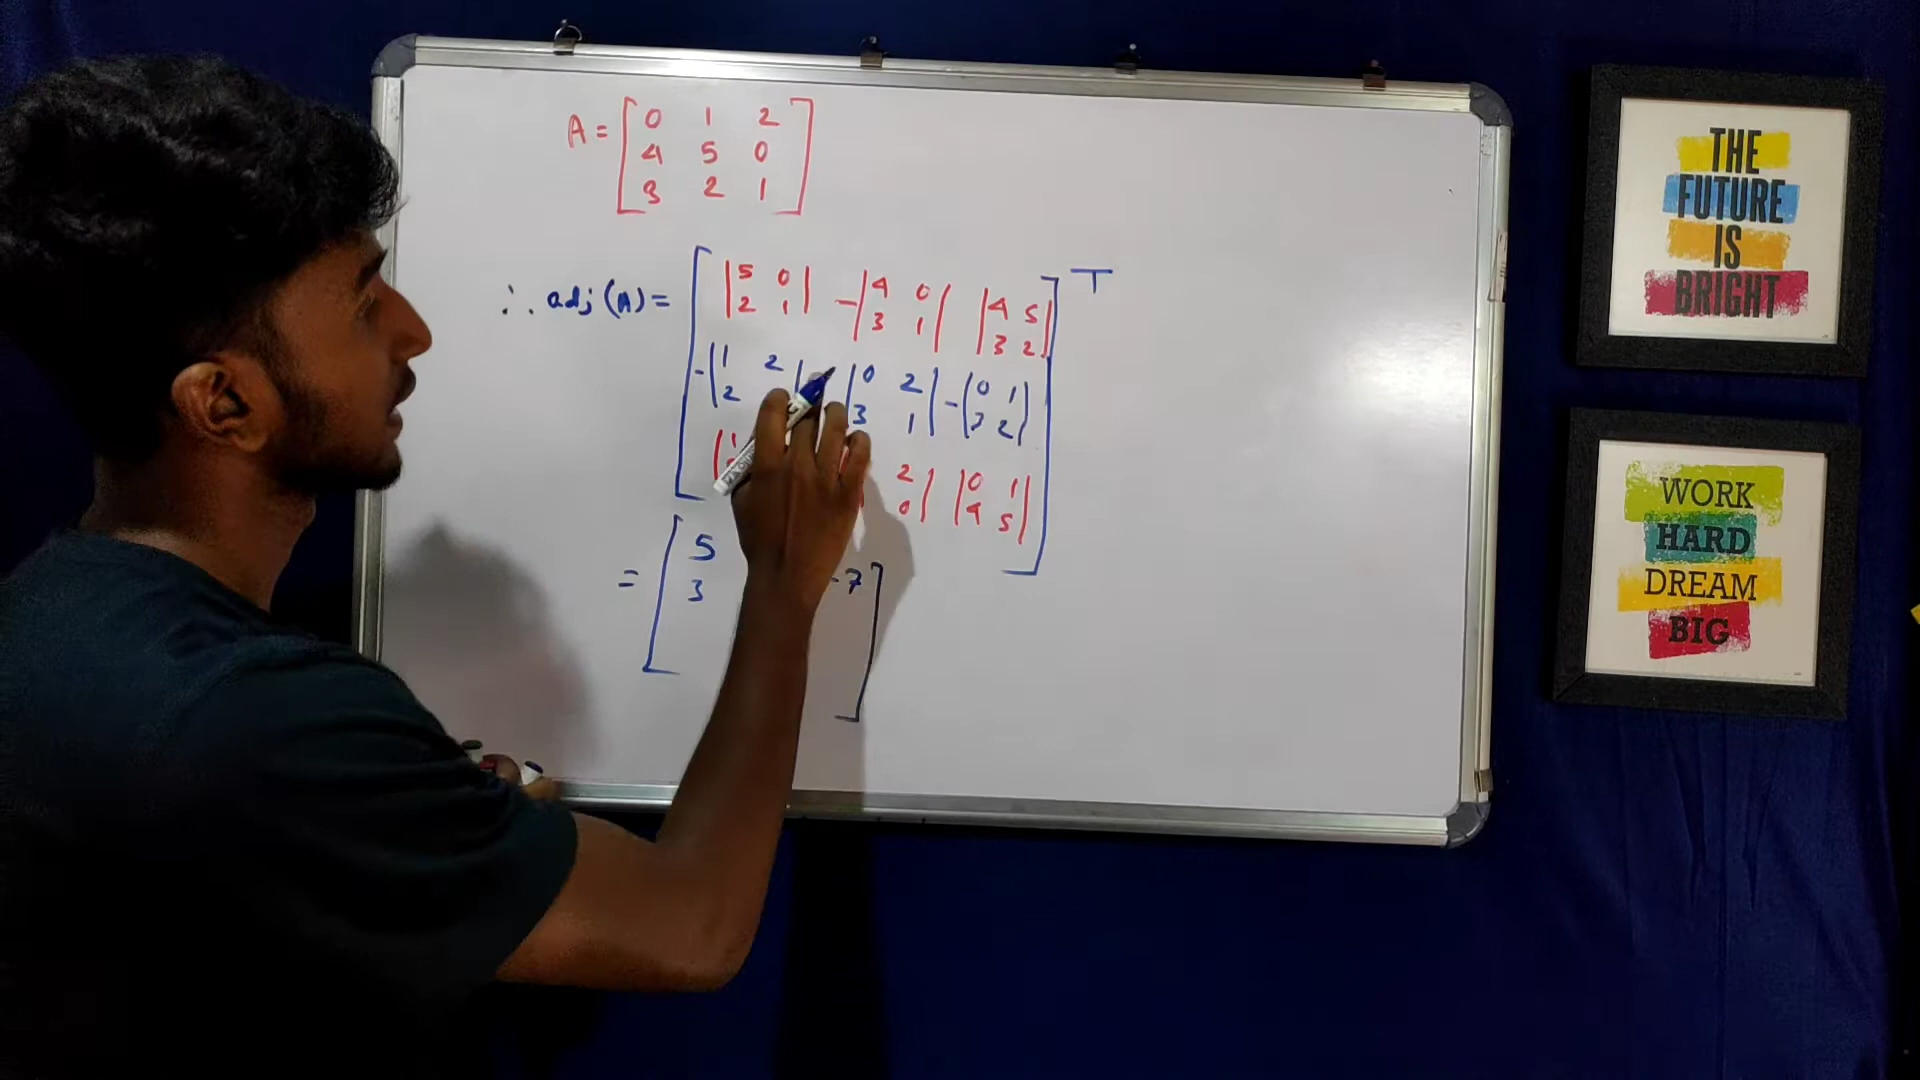 A = [ 0 1 2
4 5 0
3 2 1 ]
∴ adj (A) = [ |5 0| -|4 0| |4 5| ] T
|2 1| |3 1| |3 2|
-|1 2| |0 2| -|0 1|
2 |3 1| |3 2|
|1 2| |0 1|
0| |4 5|
= [ 5
3 -7 ]
THE
FUTURE
IS
BRIGHT
WORK
HARD
DREAM
BIG